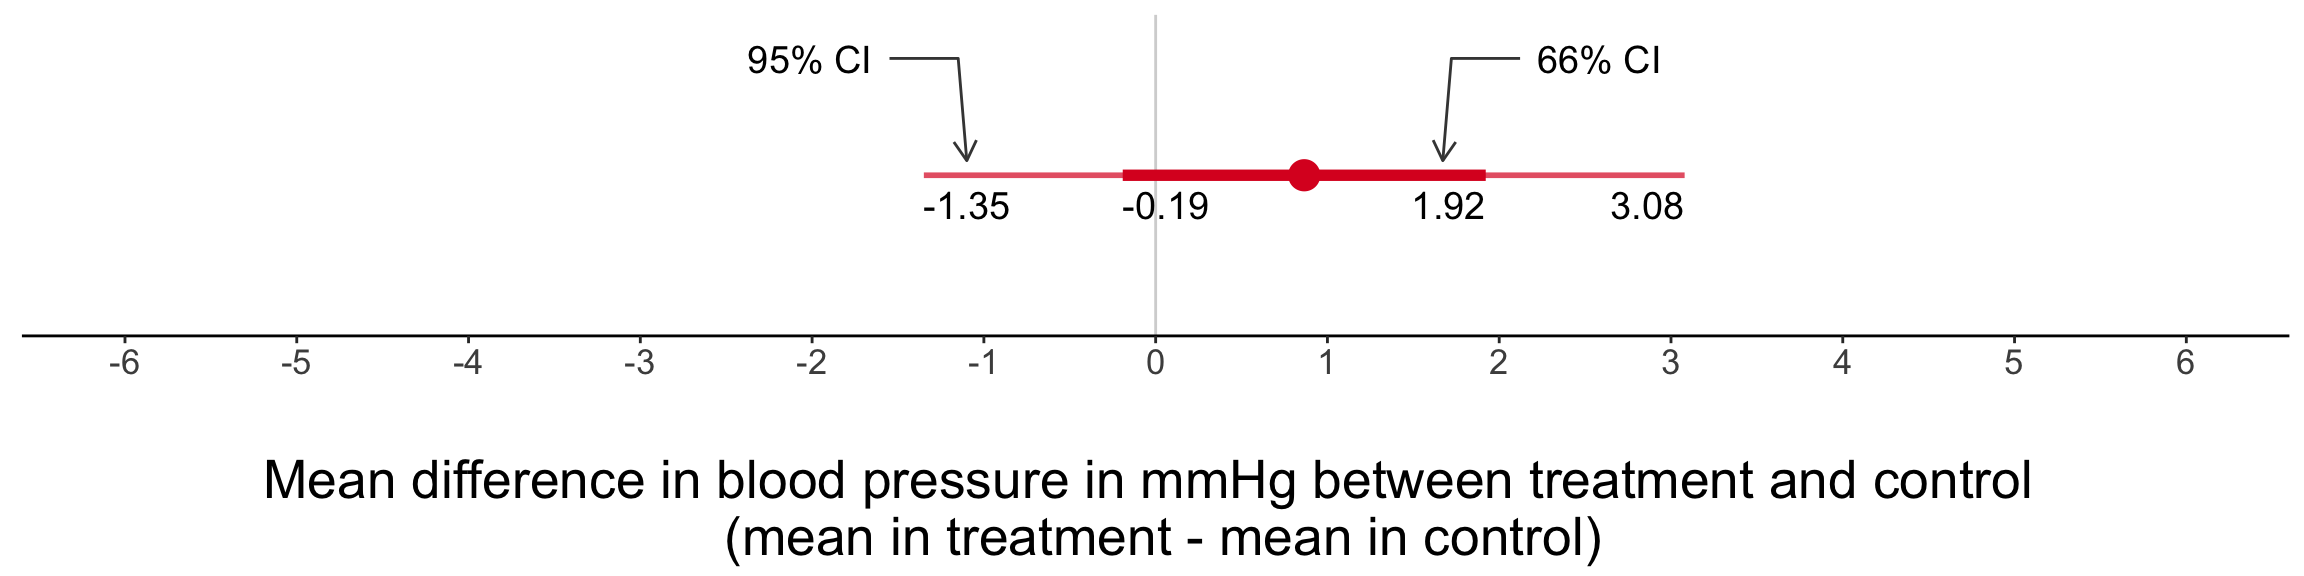 95% CI
66% CI
-1.35 -0.19 1.92 3.08
-6 -5 -4 -3 -2 -1 0 1 2 3 4 5 6
Mean difference in blood pressure in mmHg between treatment and control
(mean in treatment - mean in control)